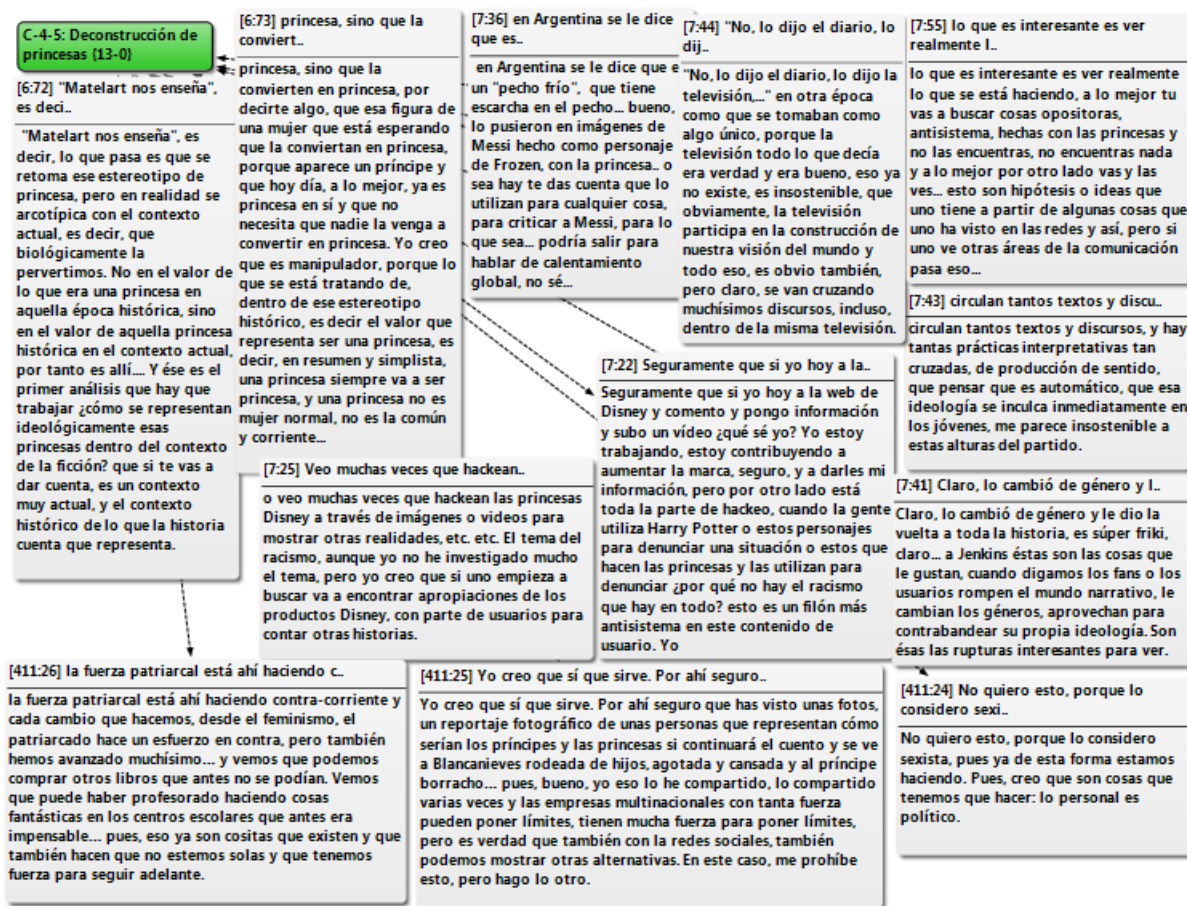 C-4-5: Deconstrucción de
princesas {13-0}
[6:72] "Matelart nos enseña",
es deci..
"Matelart nos enseña", es
decir, lo que pasa es que se
retoma ese estereotipo de
princesa, pero en realidad se
arcotípica con el contexto
actual, es decir, que
biológicamente la
pervertimos. No en el valor de
lo que era una princesa en
aquella época histórica, sino
en el valor de aquella princesa
histórica en el contexto actual,
por tanto es allí.... Y ése es el
primer análisis que hay que
trabajar ¿cómo se representan
ideológicamente esas
princesas dentro del contexto
de la ficción? que si te vas a
dar cuenta, es un contexto
muy actual, y el contexto
histórico de lo que la historia
cuenta que representa.
[6:73] princesa, sino que la
conviert..
princesa, sino que la
convierten en princesa, por
decirte algo, que esa figura de
una mujer que está esperando
que la conviertan en princesa,
porque aparece un príncipe y
que hoy día, a lo mejor, ya es
princesa en sí y que no
necesita que nadie la venga a
convertir en princesa. Yo creo
que es manipulador, porque lo
que se está tratando de,
dentro de ese estereotipo
histórico, es decir el valor que
representa ser una princesa, es
decir, en resumen y simplista,
una princesa siempre va a ser
princesa, y una princesa no es
mujer normal, no es la común
y corriente...
[7:36] en Argentina se le dice
que es..
en Argentina se le dice que e
un "pecho frío", que tiene
escarcha en el pecho... bueno,
lo pusieron en imágenes de
Messi hecho como personaje
de Frozen, con la princesa.. o
sea hay te das cuenta que lo
utilizan para cualquier cosa,
para criticar a Messi, para lo
que sea... podría salir para
hablar de calentamiento
global, no sé...
[7:44] "No, lo dijo el diario, lo
dij..
"No, lo dijo el diario, lo dijo la
televisión,..." en otra época
como que se tomaban como
algo único, porque la
televisión todo lo que decía
era verdad y era bueno, eso ya
no existe, es insostenible, que
obviamente, la televisión
participa en la construcción de
nuestra visión del mundo y
todo eso, es obvio también,
pero claro, se van cruzando
muchísimos discursos, incluso,
dentro de la misma televisión.
[7:55] lo que es interesante es ver
realmente l..
lo que es interesante es ver realmente
lo que se está haciendo, a lo mejor tu
vas a buscar cosas opositoras,
antisistema, hechas con las princesas y
no las encuentras, no encuentras nada
y a lo mejor por otro lado vas y las
ves... esto son hipótesis o ideas que
uno tiene a partir de algunas cosas que
uno ha visto en las redes y así, pero si
uno ve otras áreas de la comunicación
pasa eso...
[7:43] circulan tantos textos y discu..
circulan tantos textos y discursos, y hay
tantas prácticas interpretativas tan
cruzadas, de producción de sentido,
que pensar que es automático, que esa
ideología se inculca inmediatamente en
los jóvenes, me parece insostenible a
estas alturas del partido.
[7:22] Seguramente que si yo hoy a la..
Seguramente que si yo hoy a la web de
Disney y comento y pongo información
y subo un vídeo ¿qué sé yo? Yo estoy
trabajando, estoy contribuyendo a
aumentar la marca, seguro, y a darles mi
información, pero por otro lado está
toda la parte de hackeo, cuando la gente
utiliza Harry Potter o estos personajes
para denunciar una situación o estos que
hacen las princesas y las utilizan para
denunciar ¿por qué no hay el racismo
que hay en todo? esto es un filón más
antisistema en este contenido de
usuario. Yo
[7:25] Veo muchas veces que hackean..
o veo muchas veces que hackean las princesas
Disney a través de imágenes o videos para
mostrar otras realidades, etc. etc. El tema del
racismo, aunque yo no he investigado mucho
el tema, pero yo creo que si uno empieza a
buscar va a encontrar apropiaciones de los
productos Disney, con parte de usuarios para
contar otras historias.
[7:41] Claro, lo cambió de género y l..
Claro, lo cambió de género y le dio la
vuelta a toda la historia, es súper friki,
claro... a Jenkins éstas son las cosas que
le gustan, cuando digamos los fans o los
usuarios rompen el mundo narrativo, le
cambian los géneros, aprovechan para
contrabandear su propia ideología. Son
ésas las rupturas interesantes para ver.
[411:26] la fuerza patriarcal está ahí haciendo c..
la fuerza patriarcal está ahí haciendo contra-corriente y
cada cambio que hacemos, desde el feminismo, el
patriarcado hace un esfuerzo en contra, pero también
hemos avanzado muchísimo... y vemos que podemos
comprar otros libros que antes no se podían. Vemos
que puede haber profesorado haciendo cosas
fantásticas en los centros escolares que antes era
impensable... pues, eso ya son cositas que existen y que
también hacen que no estemos solas y que tenemos
fuerza para seguir adelante.
[411:25] Yo creo que sí que sirve. Por ahí seguro..
Yo creo que sí que sirve. Por ahí seguro que has visto unas fotos,
un reportaje fotográfico de unas personas que representan cómo
serían los príncipes y las princesas si continuará el cuento y se ve
a Blancanieves rodeada de hijos, agotada y cansada y al príncipe
borracho... pues, bueno, yo eso lo he compartido, lo compartido
varias veces y las empresas multinacionales con tanta fuerza
pueden poner límites, tienen mucha fuerza para poner límites,
pero es verdad que también con la redes sociales, también
podemos mostrar otras alternativas. En este caso, me prohíbe
esto, pero hago lo otro.
[411:24] No quiero esto, porque lo
considero sexi..
No quiero esto, porque lo considero
sexista, pues ya de esta forma estamos
haciendo. Pues, creo que son cosas que
tenemos que hacer: lo personal es
político.